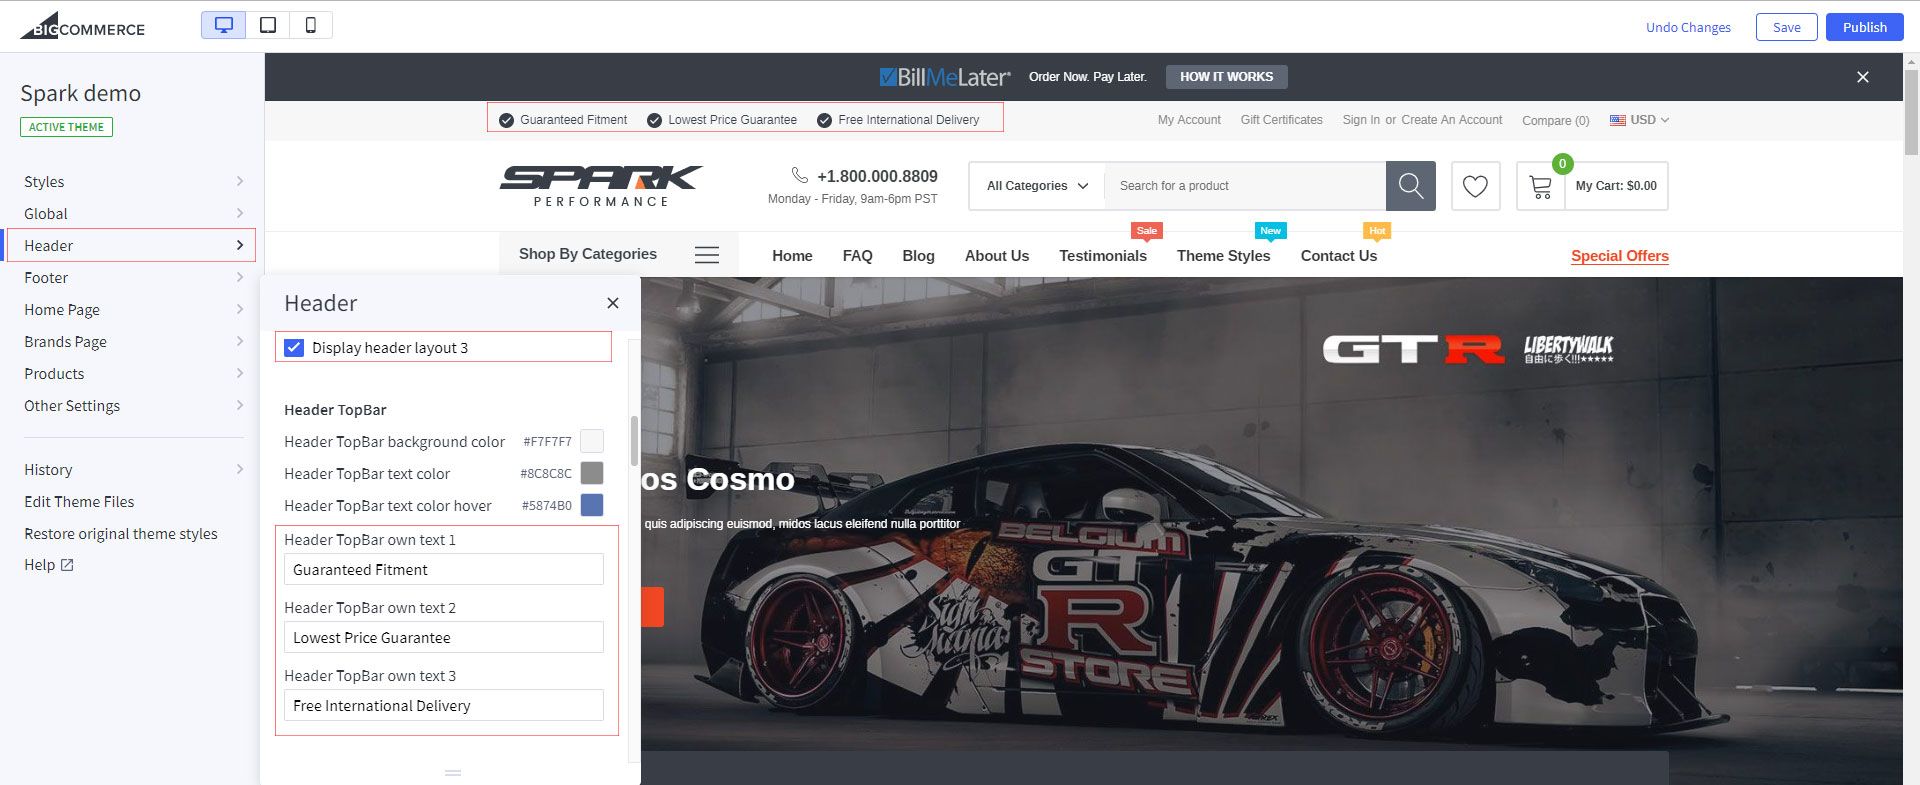 BIGCOMMERCE
Undo Changes
Save
Publish
Spark demo
ACTIVE THEME
Styles
Global
Header
Footer
Home Page
Brands Page
Products
Other Settings
History
Edit Theme Files
Restore original theme styles
Help
BillMeLater® Order Now. Pay Later. HOW IT WORKS
Guaranteed Fitment Lowest Price Guarantee Free International Delivery
My Account Gift Certificates Sign In or Create An Account Compare (0) USD
SPARK
PERFORMANCE
+1.800.000.8809
Monday - Friday, 9am-6pm PST
All Categories Search for a product
0
My Cart: $0.00
Sale New Hot
Shop By Categories Home FAQ Blog About Us Testimonials Theme Styles Contact Us Special Offers
Header
Display header layout 3
Header TopBar
Header TopBar background color #F7F7F7
Header TopBar text color #8C8C8C
Header TopBar text color hover #5874B0
Header TopBar own text 1
Guaranteed Fitment
Header TopBar own text 2
Lowest Price Guarantee
Header TopBar own text 3
Free International Delivery
GTR
LIBERTYWALK
自由に歩く!!!★★★★★
os Cosmo
quis adipiscing euismod, midos lacus eleifend nulla porttitor
BELGIUM
GT
R
STORE
Sign
Mania